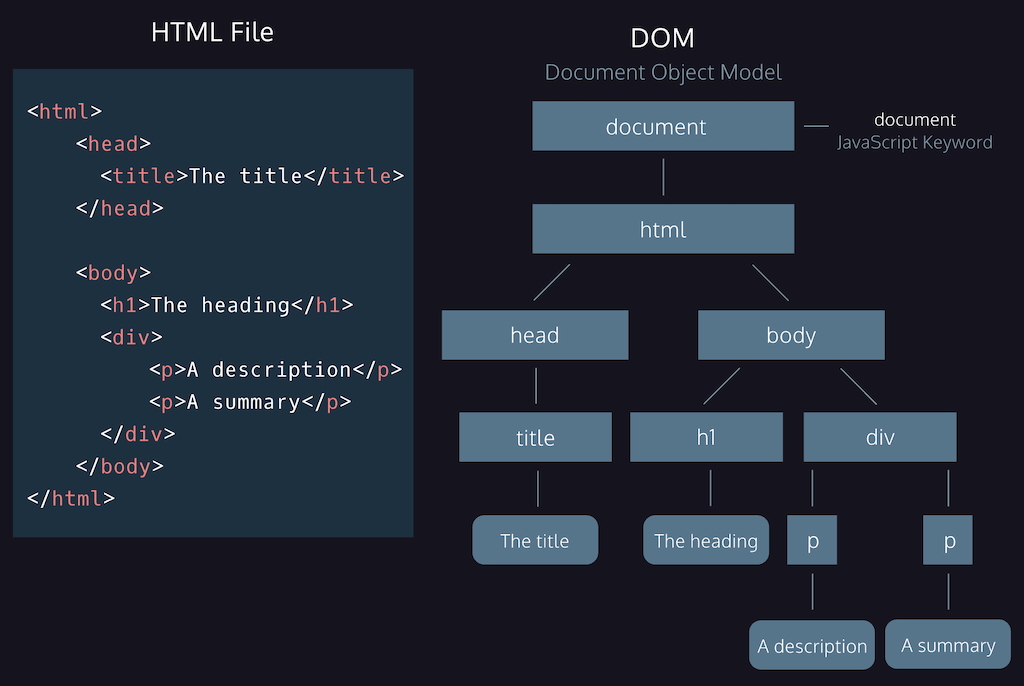 HTML File
<html>
<head>
<title>The title</title>
</head>
<body>
<h1>The heading</h1>
<div>
<p>A description</p>
<p>A summary</p>
</div>
</body>
</html>
DOM
Document Object Model
document
document
JavaScript Keyword
html
head
body
title
h1
div
The title
The heading
p
p
A description
A summary